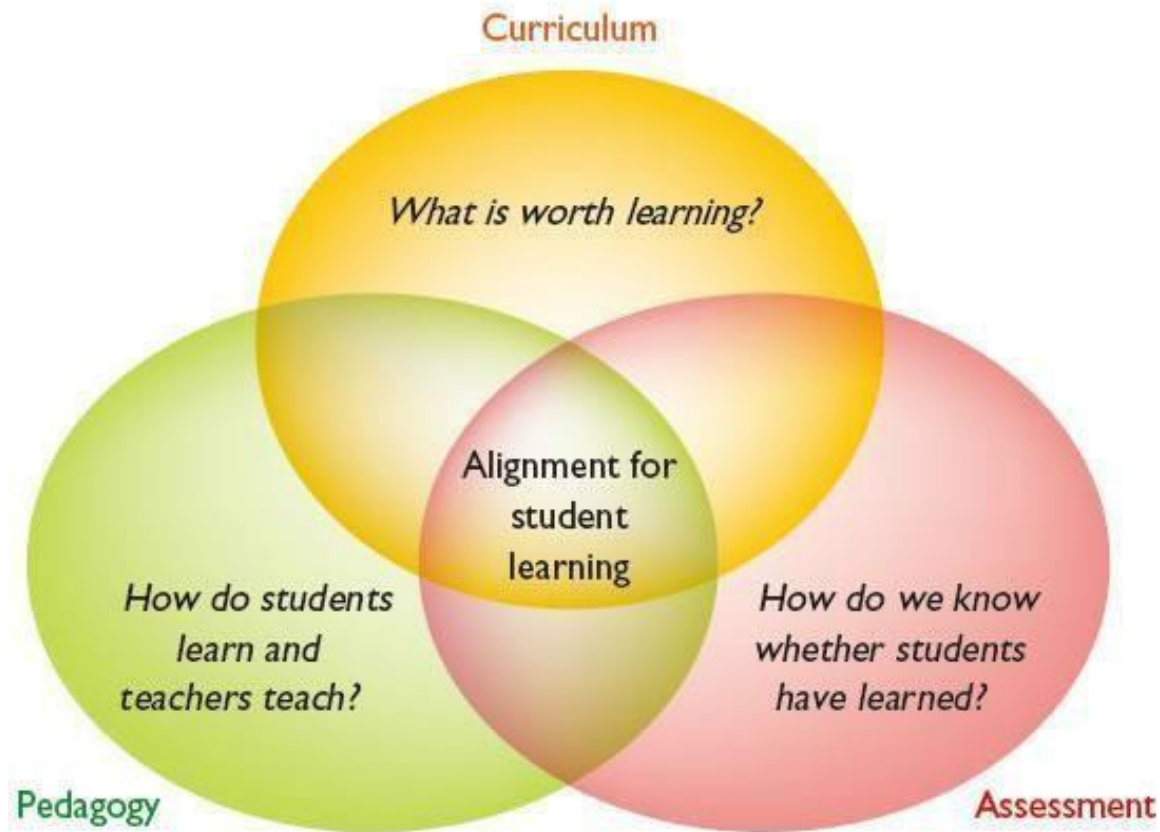 Curriculum
What is worth learning?
Alignment for
student
learning
How do students
learn and
teachers teach?
How do we know
whether students
have learned?
Pedagogy
Assessment